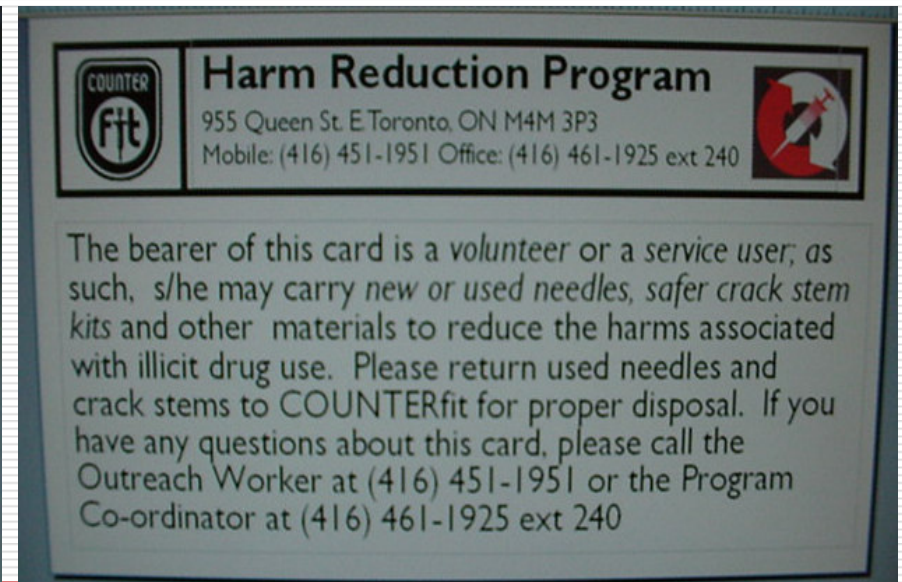 COUNTER
fit
Harm Reduction Program
955 Queen St. E Toronto, ON M4M 3P3
Mobile: (416) 451-1951 Office: (416) 461-1925 ext 240
The bearer of this card is a volunteer or a service user; as
such, s/he may carry new or used needles, safer crack stem
kits and other materials to reduce the harms associated
with illicit drug use. Please return used needles and
crack stems to COUNTERfit for proper disposal. If you
have any questions about this card, please call the
Outreach Worker at (416) 451-1951 or the Program
Co-ordinator at (416) 461-1925 ext 240